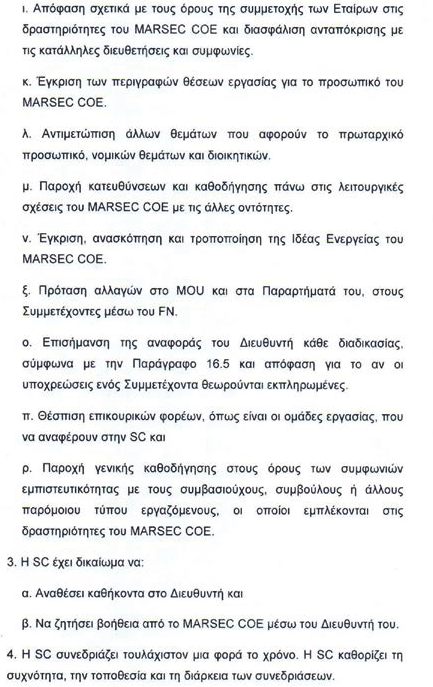 ι. Απόφαση σχετικά με τους όρους της συμμετοχής των Εταίρων στις
δραστηριότητες του MARSEC COE και διασφάλιση ανταπόκρισης με
τις κατάλληλες διευθετήσεις και συμφωνίες.
κ. Έγκριση των περιγραφών θέσεων εργασίας για το προσωπικό του
MARSEC COE.
λ. Αντιμετώπιση άλλων θεμάτων που αφορούν το πρωταρχικό
προσωπικό, νομικών θεμάτων και διοικητικών.
μ. Παροχή κατευθύνσεων και καθοδήγησης πάνω στις λειτουργικές
σχέσεις του MARSEC COE με τις άλλες οντότητες.
ν. Έγκριση, ανασκόπηση και τροποποίηση της Ιδέας Ενεργείας του
MARSEC COE.
ξ. Πρόταση αλλαγών στο MOU και στα Παραρτήματά του, στους
Συμμετέχοντες μέσω του FN.
ο. Επισήμανση της αναφοράς του Διευθυντή κάθε διαδικασίας,
σύμφωνα με την Παράγραφο 16.5 και απόφαση για το αν οι
υποχρεώσεις ενός Συμμετέχοντα θεωρούνται εκπληρωμένες.
π. Θέσπιση επικουρικών φορέων, όπως είναι οι ομάδες εργασίας, που
να αναφέρουν στην SC και
ρ. Παροχή γενικής καθοδήγησης στους όρους των συμφωνιών
εμπιστευτικότητας με τους συμβασιούχους, συμβούλους ή άλλους
παρόμοιου τύπου εργαζόμενους, οι οποίοι εμπλέκονται στις
δραστηριότητες του MARSEC COE.
3. Η SC έχει δικαίωμα να:
α. Αναθέσει καθήκοντα στο Διευθυντή και
β. Να ζητήσει βοήθεια από το MARSEC COE μέσω του Διευθυντή του.
4. Η SC συνεδριάζει τουλάχιστον μια φορά το χρόνο. Η SC καθορίζει τη
συχνότητα, την τοποθεσία και τη διάρκεια των συνεδριάσεων.